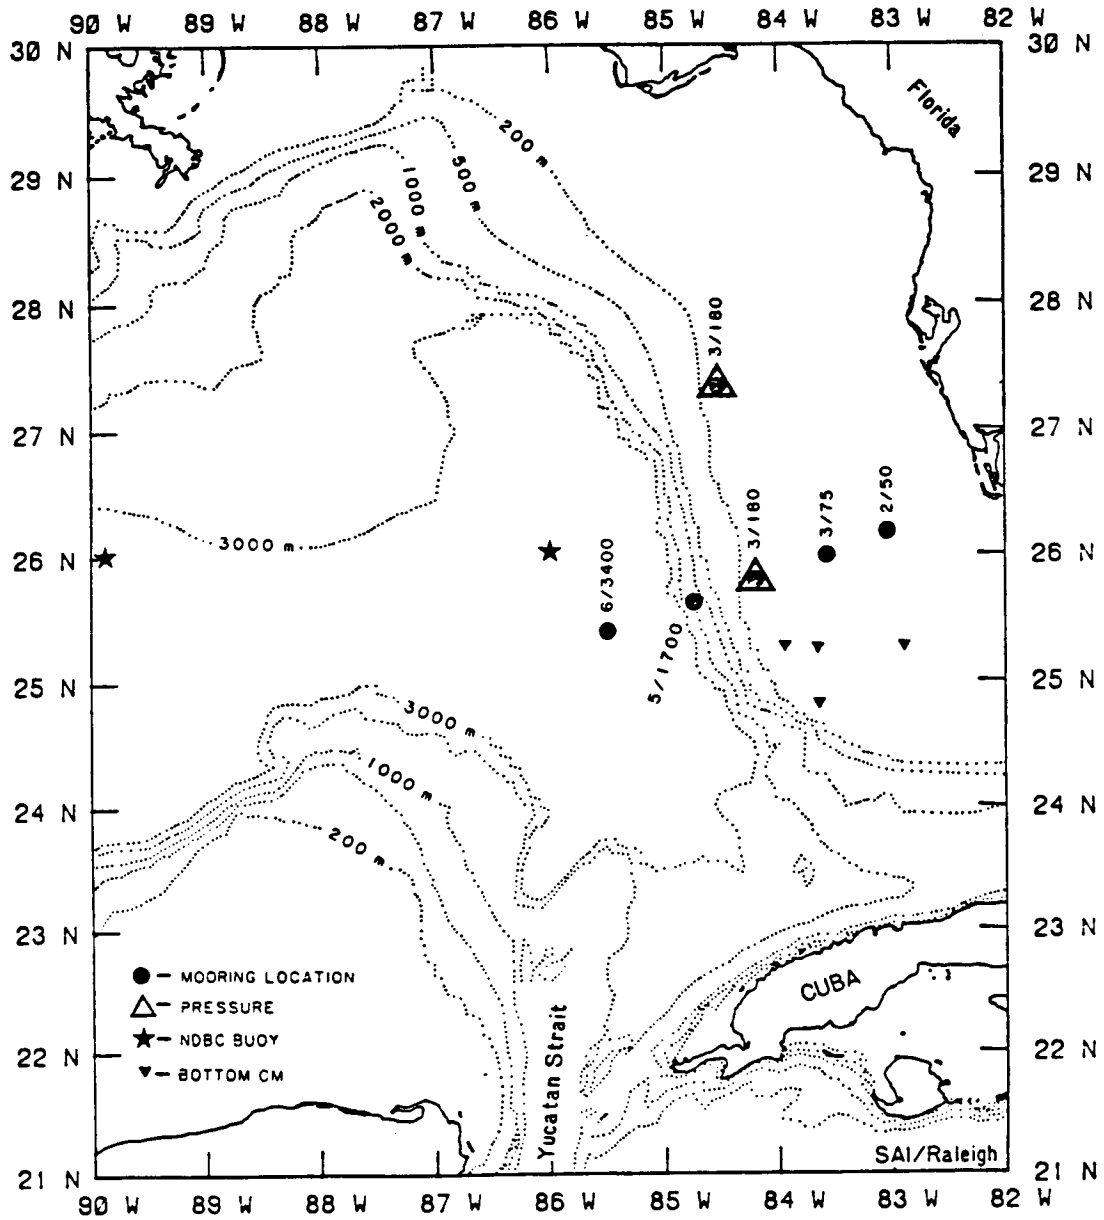 90 W 89 W 88 W 87 W 86 W 85 W 84 W 83 W 82 W
30 N 30 N
Florida
200 m
500 m
1000 m
2000 m
29 N 29 N
28 N 28 N
3/180
27 N 27 N
3000 m
3/180
3/75
2/50
26 N 26 N
6/3400
5/1700
25 N 25 N
3000 m
1000 m
200 m
24 N 24 N
23 N 23 N
● – MOORING LOCATION
△ – PRESSURE
★ – NDBC BUOY
▼ – BOTTOM CM
CUBA
Yucatan Strait
22 N 22 N
SAI/Raleigh
21 N 21 N
90 W 89 W 88 W 87 W 86 W 85 W 84 W 83 W 82 W